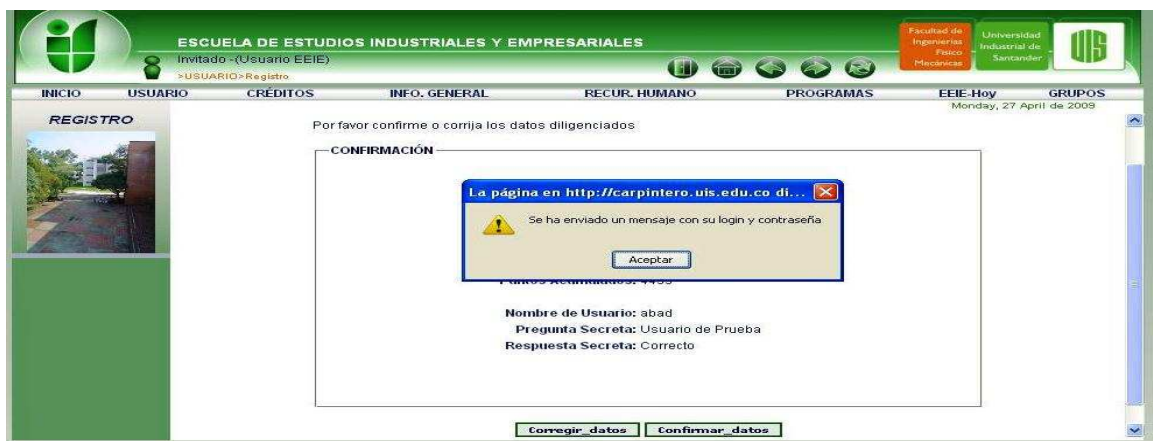 ESCUELA DE ESTUDIOS INDUSTRIALES Y EMPRESARIALES
Invitado -(Usuario EEIE)
>USUARIO>Registro
Facultad de
Ingenierías
Físico
Mecánicas
Universidad
Industrial de
Santander
UIS
INICIO USUARIO CRÉDITOS INFO. GENERAL RECUR. HUMANO PROGRAMAS EEIE-Hoy GRUPOS
Monday, 27 April de 2009
REGISTRO
Por favor confirme o corrija los datos diligenciados
CONFIRMACIÓN
La página en http://carpintero.uis.edu.co di...
Se ha enviado un mensaje con su login y contraseña
Aceptar
Nombre de Usuario: abad
Pregunta Secreta: Usuario de Prueba
Respuesta Secreta: Correcto
Corregir_datos Confirmar_datos